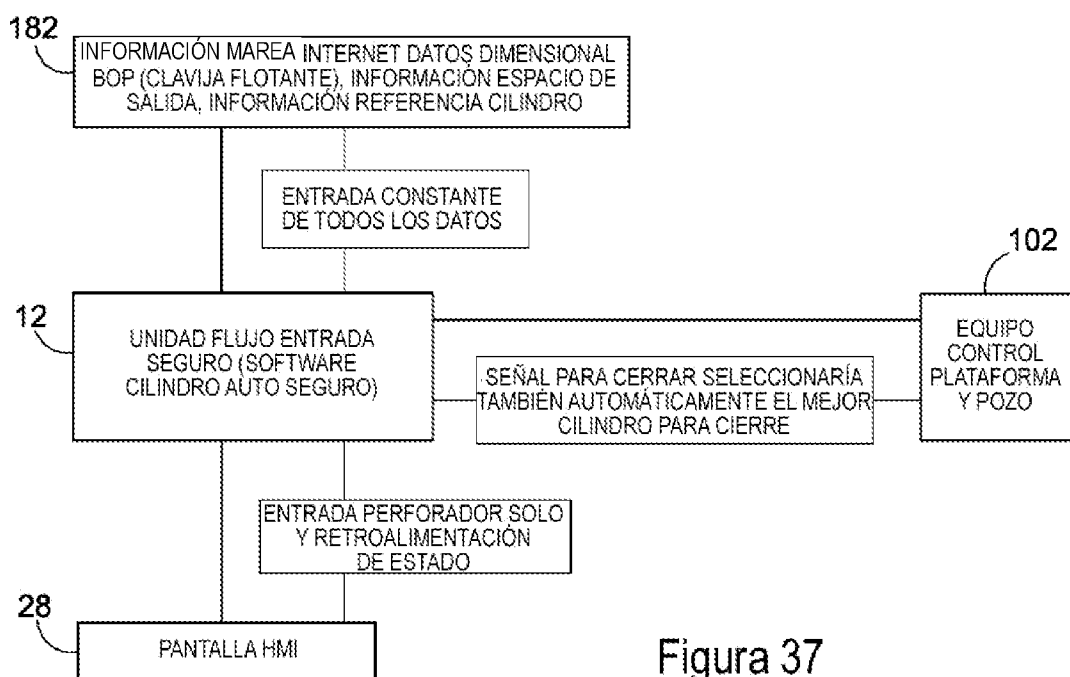 182
INFORMACIÓN MAREA INTERNET DATOS DIMENSIONAL
BOP (CLAVIJA FLOTANTE), INFORMACIÓN ESPACIO DE
SALIDA, INFORMACIÓN REFERENCIA CILINDRO
ENTRADA CONSTANTE
DE TODOS LOS DATOS
102
12
UNIDAD FLUJO ENTRADA
SEGURO (SOFTWARE
CILINDRO AUTO SEGURO)
EQUIPO
CONTROL
PLATAFORMA
Y POZO
SEÑAL PARA CERRAR SELECCIONARÍA
TAMBIÉN AUTOMÁTICAMENTE EL MEJOR
CILINDRO PARA CIERRE
ENTRADA PERFORADOR SOLO
Y RETROALIMENTACIÓN
DE ESTADO
28
PANTALLA HMI
Figura 37